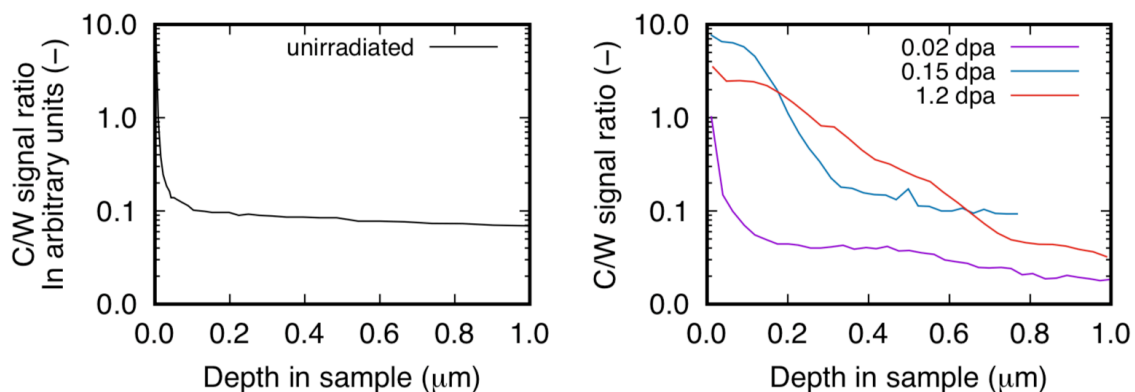 C/W signal ratio
In arbitrary units (−)
10.0
1.0
0.1
0.0
unirradiated
0.0 0.2 0.4 0.6 0.8 1.0
Depth in sample (μm)
C/W signal ratio (−)
10.0
1.0
0.1
0.0
0.02 dpa
0.15 dpa
1.2 dpa
0.0 0.2 0.4 0.6 0.8 1.0
Depth in sample (μm)